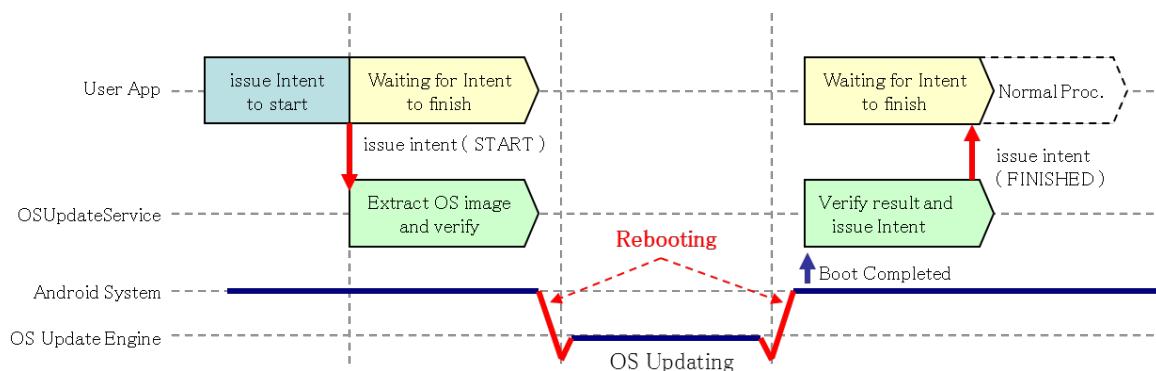 User App
issue Intent
to start
Waiting for Intent
to finish
Waiting for Intent
to finish
Normal Proc.
issue intent ( START )
issue intent
( FINISHED )
OSUpdateService
Extract OS image
and verify
Verify result and
issue Intent
Rebooting
Boot Completed
Android System
OS Update Engine
OS Updating